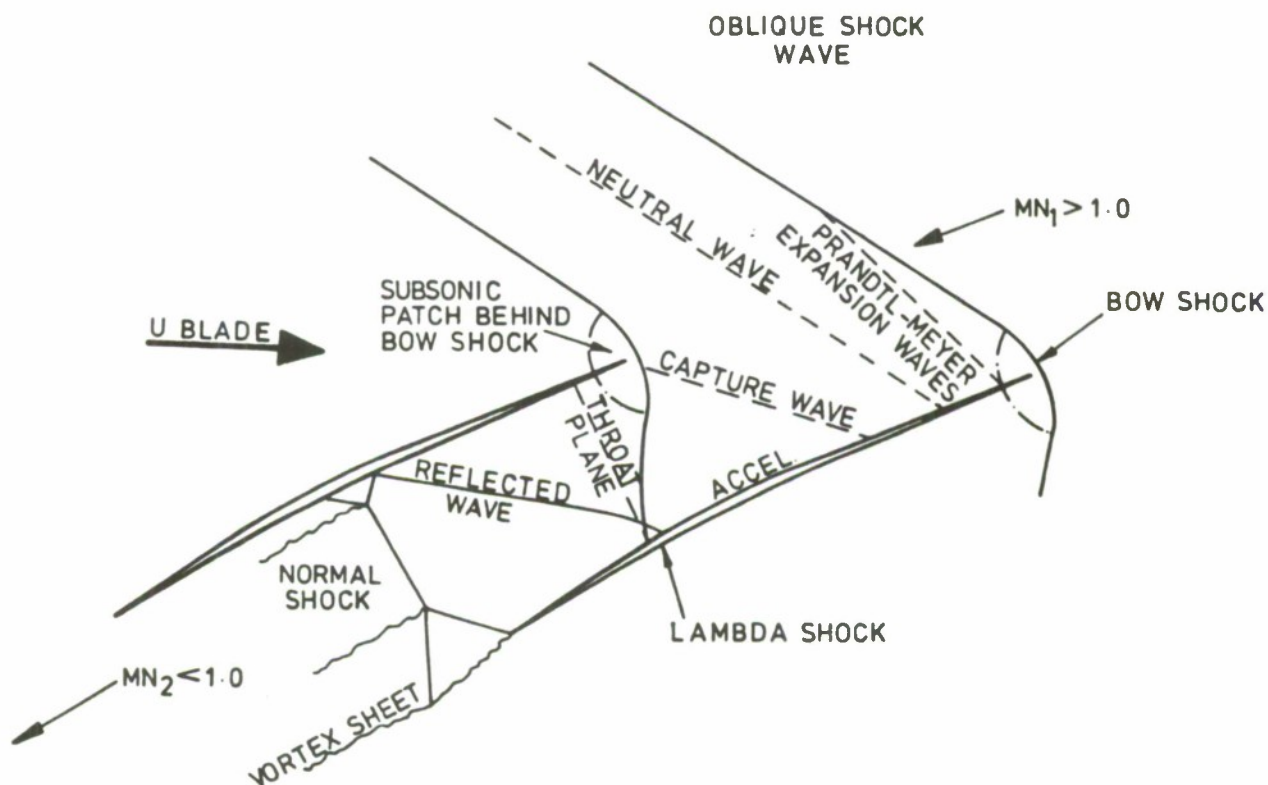 OBLIQUE SHOCK
WAVE
MN₁ > 1.0
NEUTRAL WAVE
PRANDTL-MEYER
EXPANSION WAVES
BOW SHOCK
SUBSONIC
PATCH BEHIND
BOW SHOCK
U BLADE
CAPTURE WAVE
THROAT
PLANE
ACCEL.
REFLECTED
WAVE
NORMAL
SHOCK
LAMBDA SHOCK
MN₂ < 1.0
VORTEX SHEET